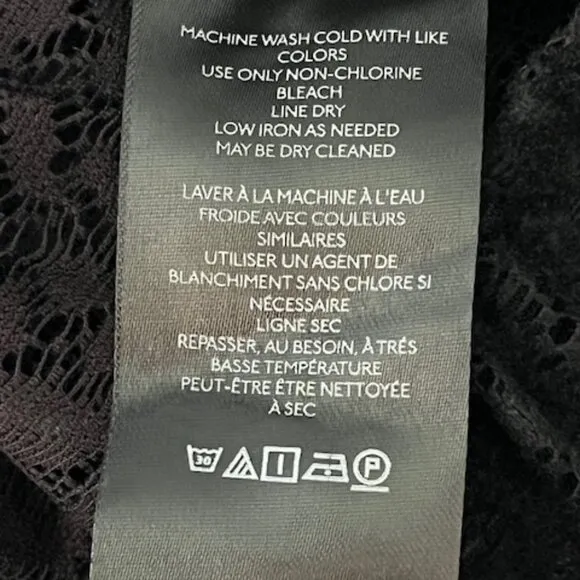 MACHINE WASH COLD WITH LIKE
COLORS
USE ONLY NON-CHLORINE
BLEACH
LINE DRY
LOW IRON AS NEEDED
MAY BE DRY CLEANED
LAVER À LA MACHINE À L'EAU
FROIDE AVEC COULEURS
SIMILAIRES
UTILISER UN AGENT DE
BLANCHIMENT SANS CHLORE SI
NÉCESSAIRE
LIGNE SEC
REPASSER, AU BESOIN, À TRÉS
BASSE TEMPÉRATURE
PEUT-ÊTRE ÊTRE NETTOYÉE
À SEC
30 P